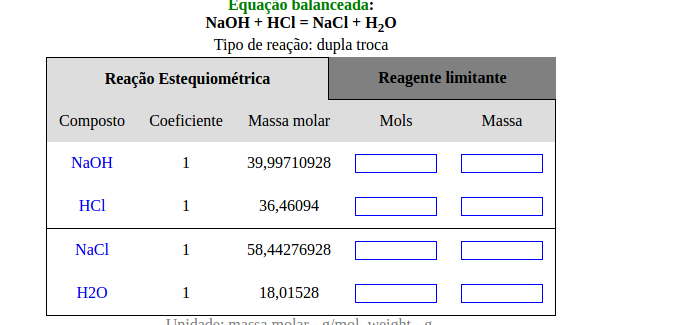 Equação balanceada:
NaOH + HCl = NaCl + H₂O
Tipo de reação: dupla troca
Reação Estequiométrica Reagente limitante
Composto Coeficiente Massa molar Mols Massa
NaOH 1 39,99710928
HCl 1 36,46094
NaCl 1 58,44276928
H2O 1 18,01528
Unidade: massa molar - g/mol, weight - g.